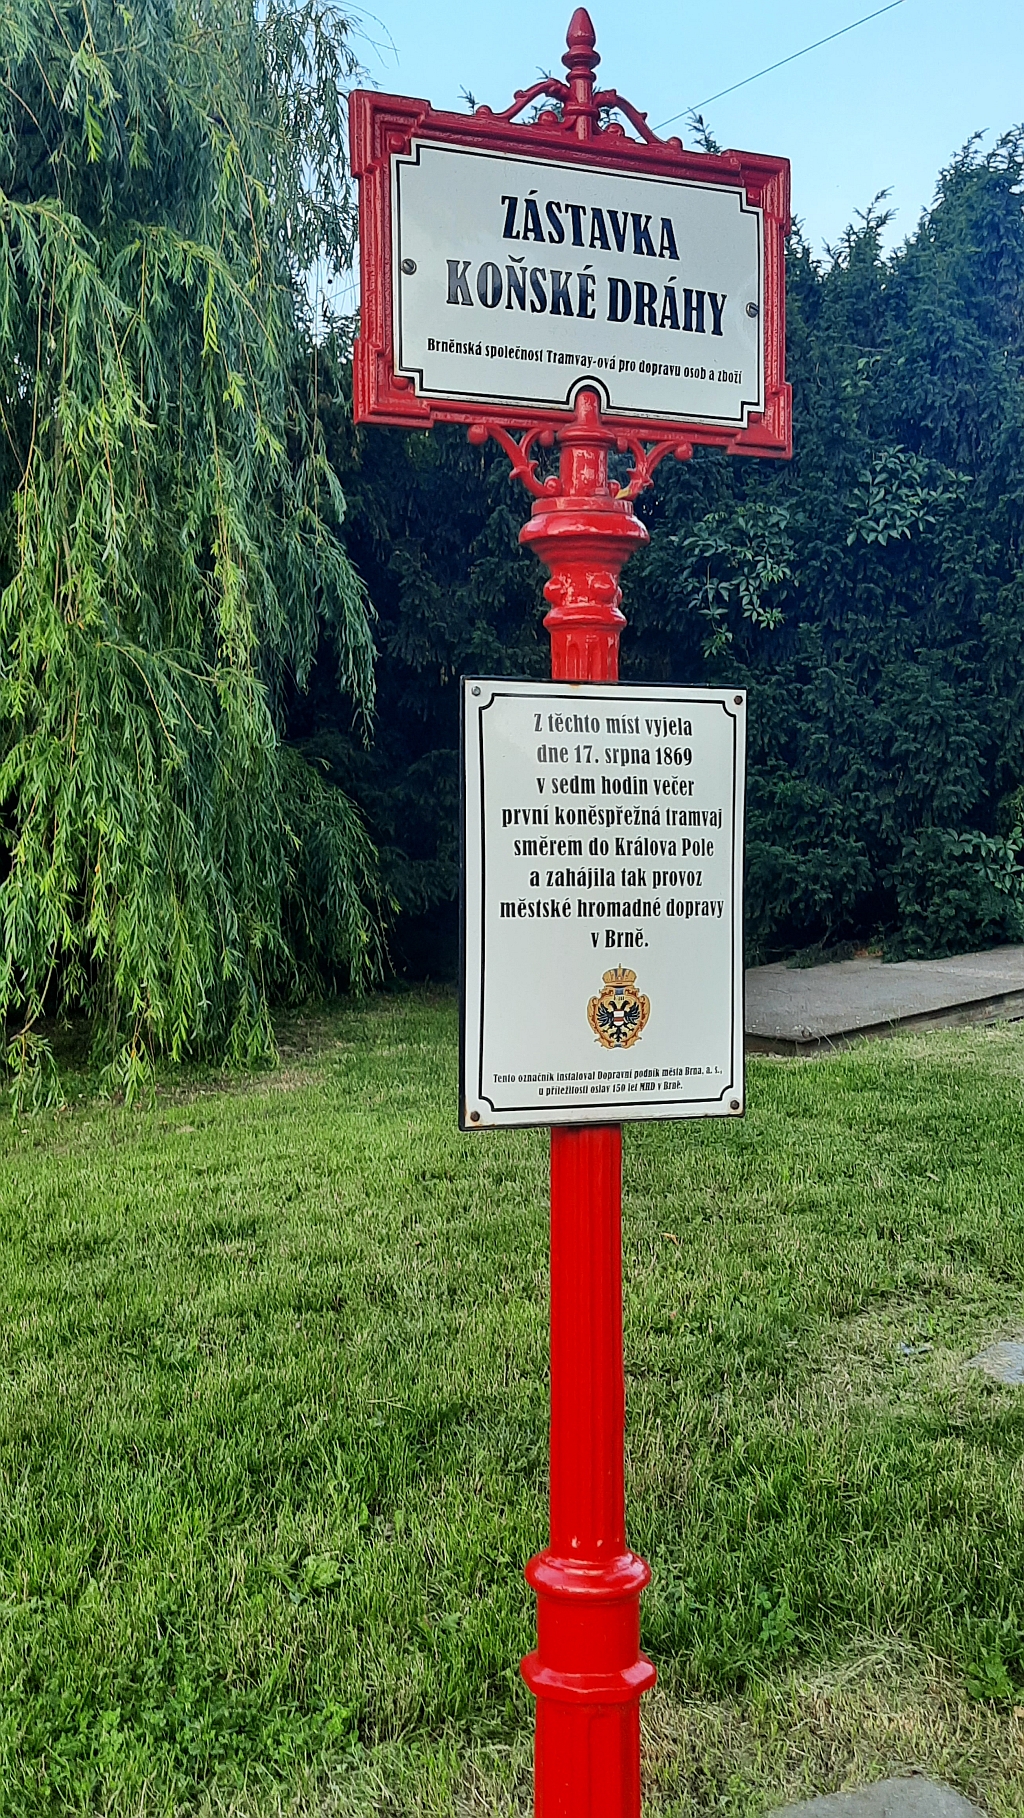 ZÁSTAVKA
KOŇSKÉ DRÁHY
Brněnská společnost Tramvay-ová pro dopravu osob a zboží
Z těchto míst vyjela
dne 17. srpna 1869
v sedm hodin večer
první koněspřežná tramvaj
směrem do Králova Pole
a zahájila tak provoz
městské hromadné dopravy
v Brně.
Tento označník instaloval Dopravní podnik města Brna, a. s.,
u příležitosti oslav 150 let MHD v Brně.